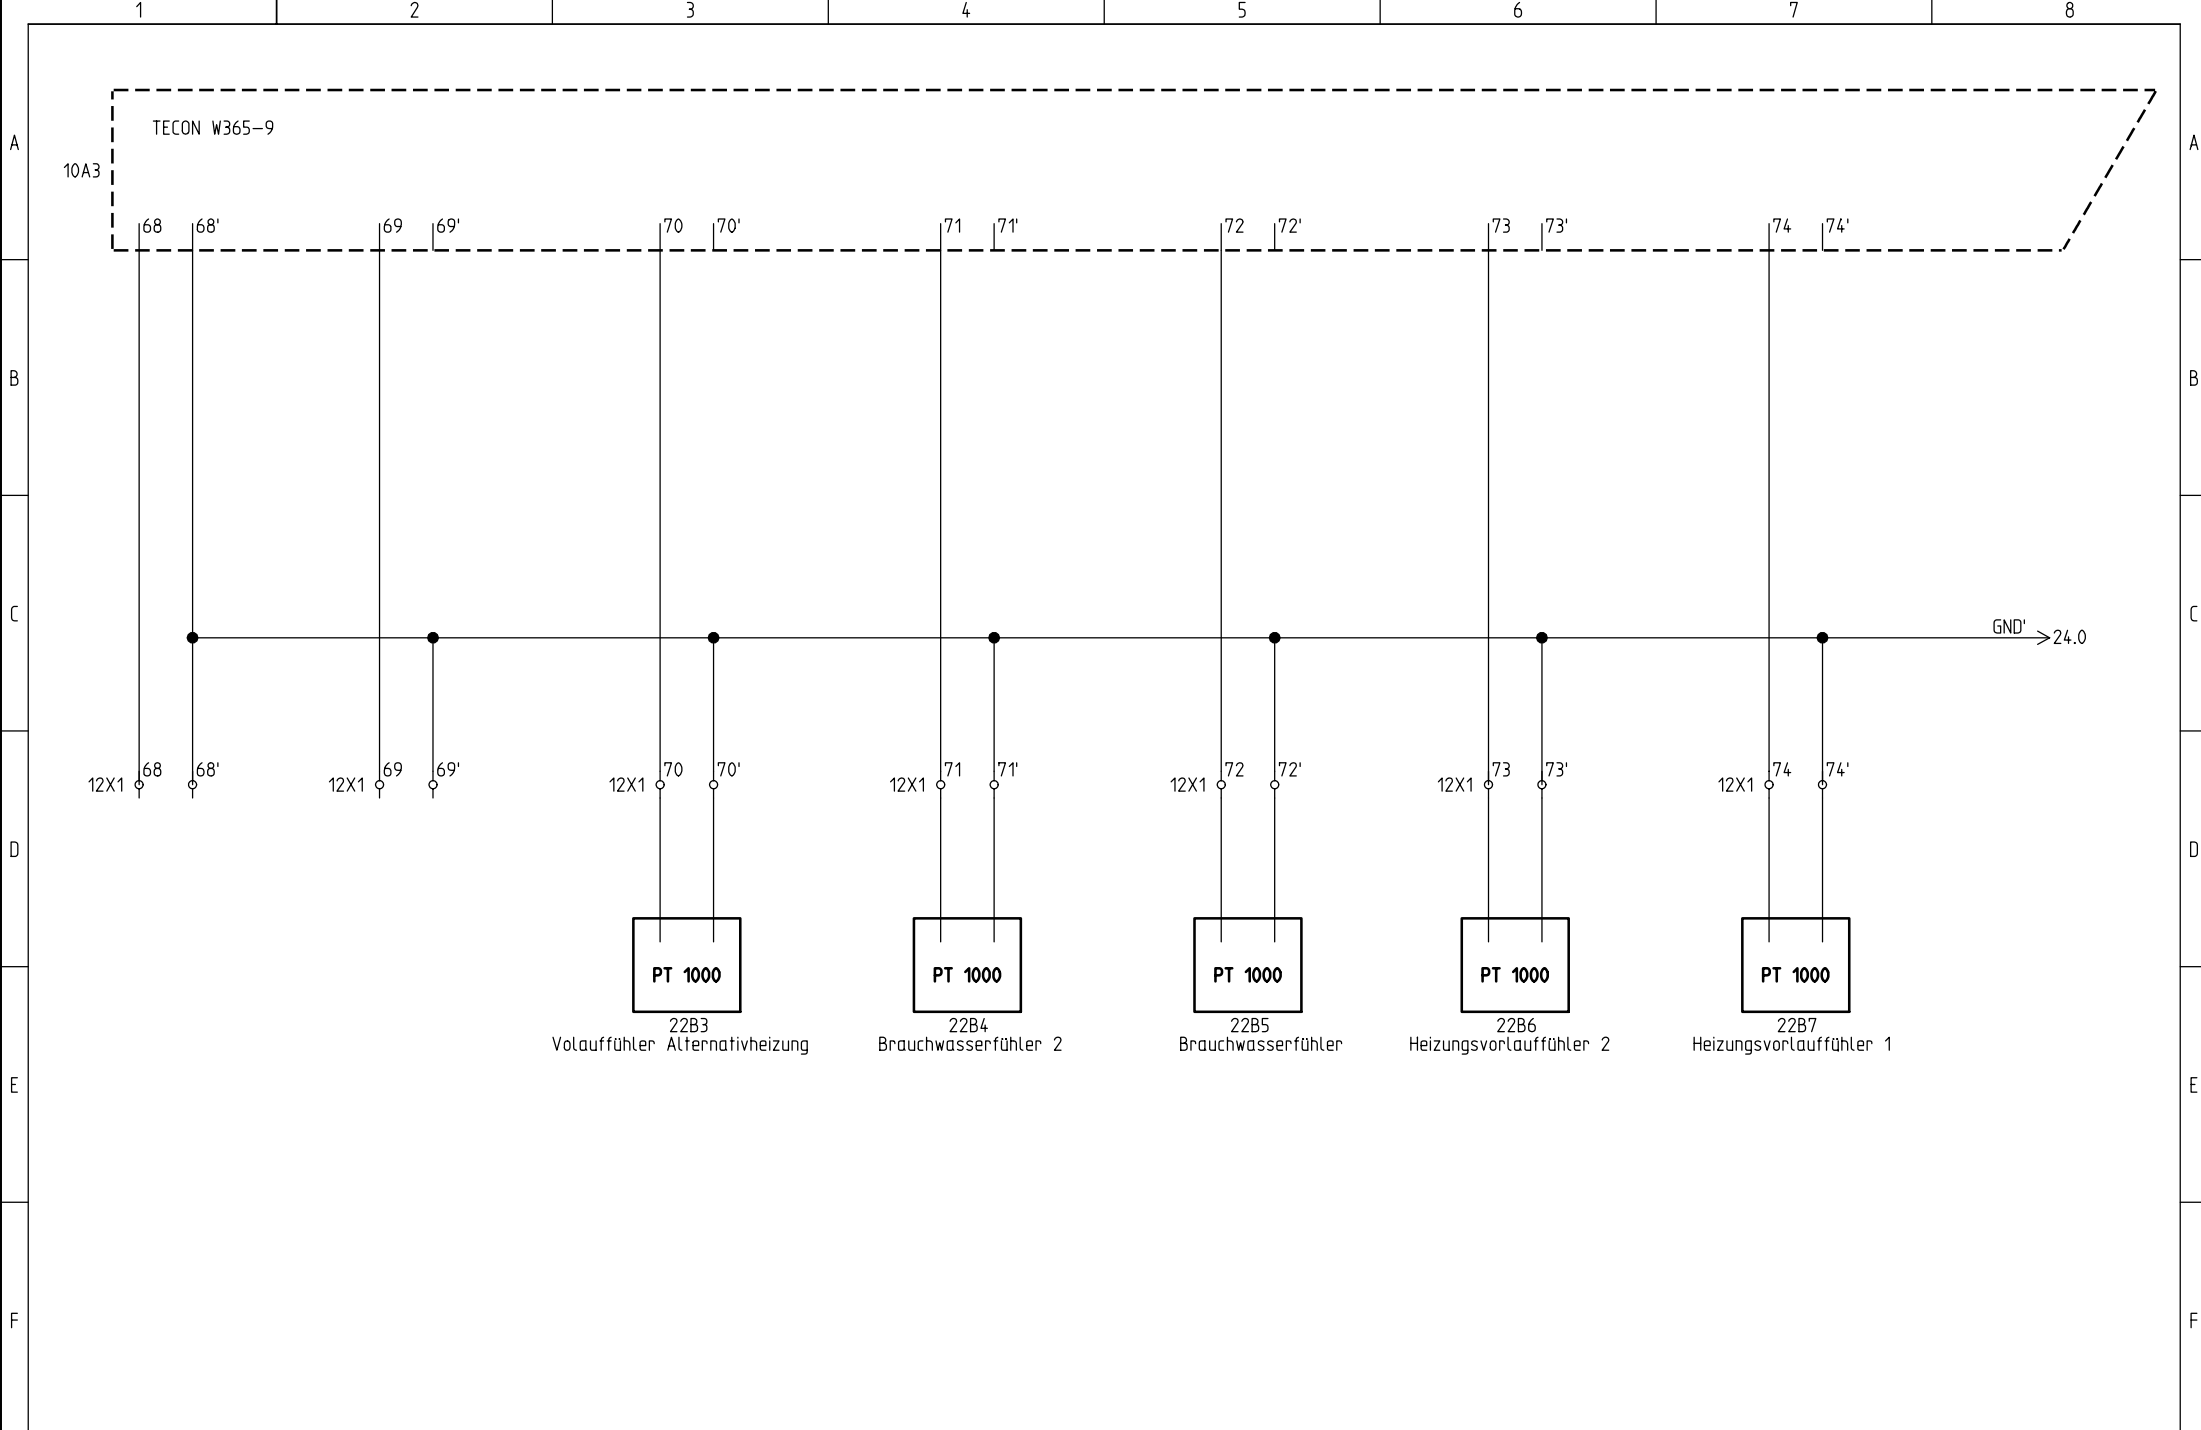 1 2 3 4 5 6 7 8
TECON W365-9
A A
10A3
68 68' 69 69' 70 70' 71 71' 72 72' 73 73' 74 74'
B B
C C
GND'
24.0
68 68' 69 69' 70 70' 71 71' 72 72' 73 73' 74 74'
12X1 12X1 12X1 12X1 12X1 12X1 12X1
D D
PT 1000 PT 1000 PT 1000 PT 1000 PT 1000
22B3 22B4 22B5 22B6 22B7
Volauffühler Alternativheizung Brauchwasserfühler 2 Brauchwasserfühler Heizungsvorlauffühler 2 Heizungsvorlauffühler 1
E E
F F